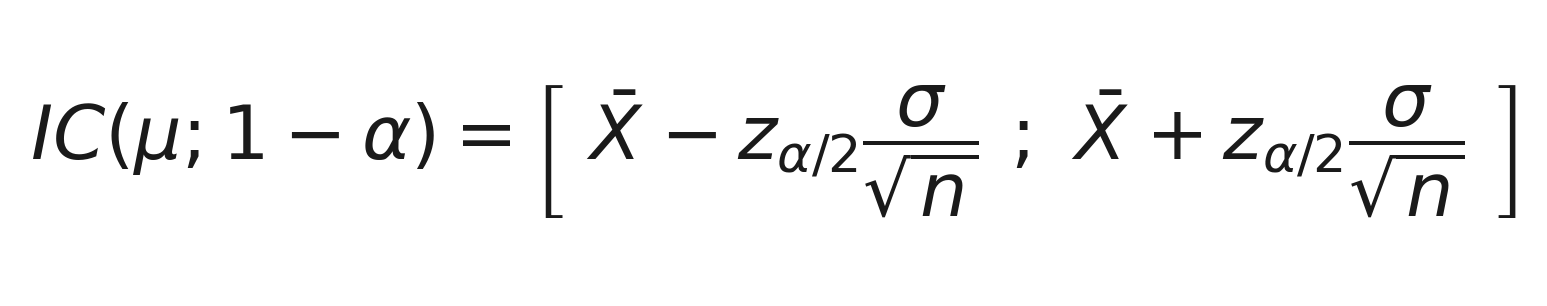 IC(μ; 1 − α) = [ X̄ − z_{α/2} σ/√n ; X̄ + z_{α/2} σ/√n ]